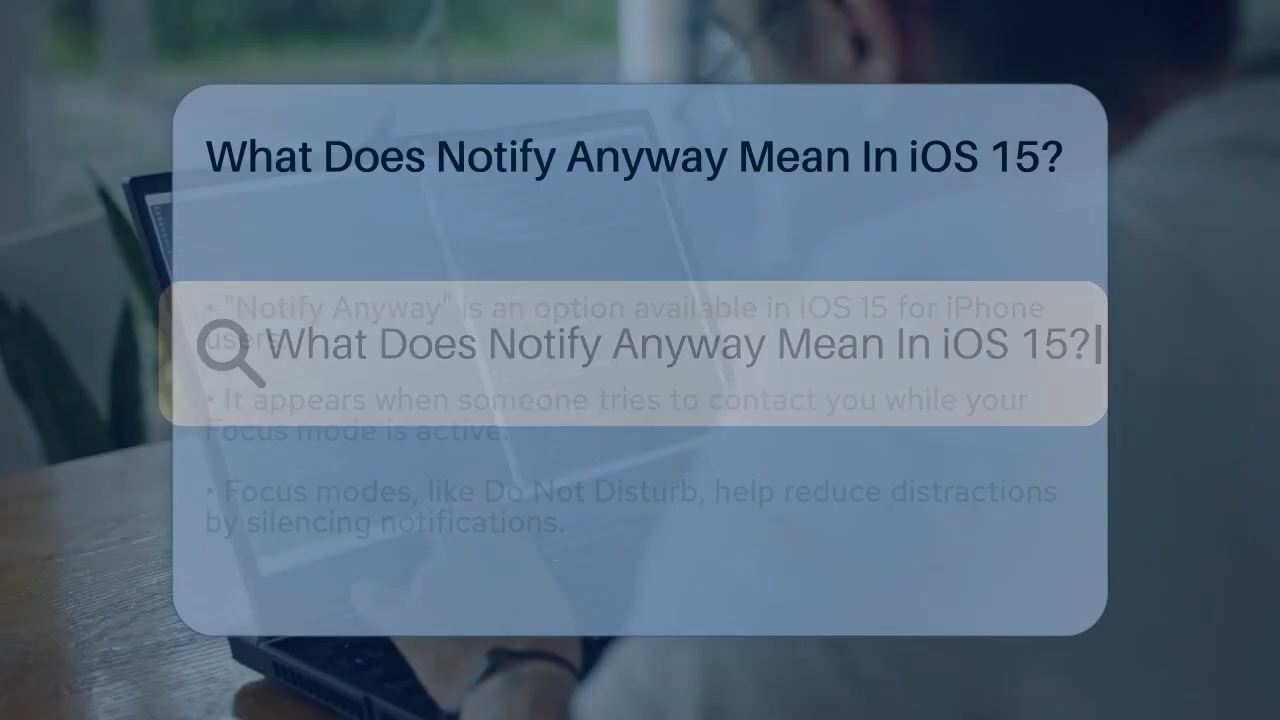 What Does Notify Anyway Mean In iOS 15?
• "Notify Anyway" is an option available in iOS 15 for iPhone
users.
What Does Notify Anyway Mean In iOS 15?
• It appears when someone tries to contact you while your
Focus mode is active.
• Focus modes, like Do Not Disturb, help reduce distractions
by silencing notifications.